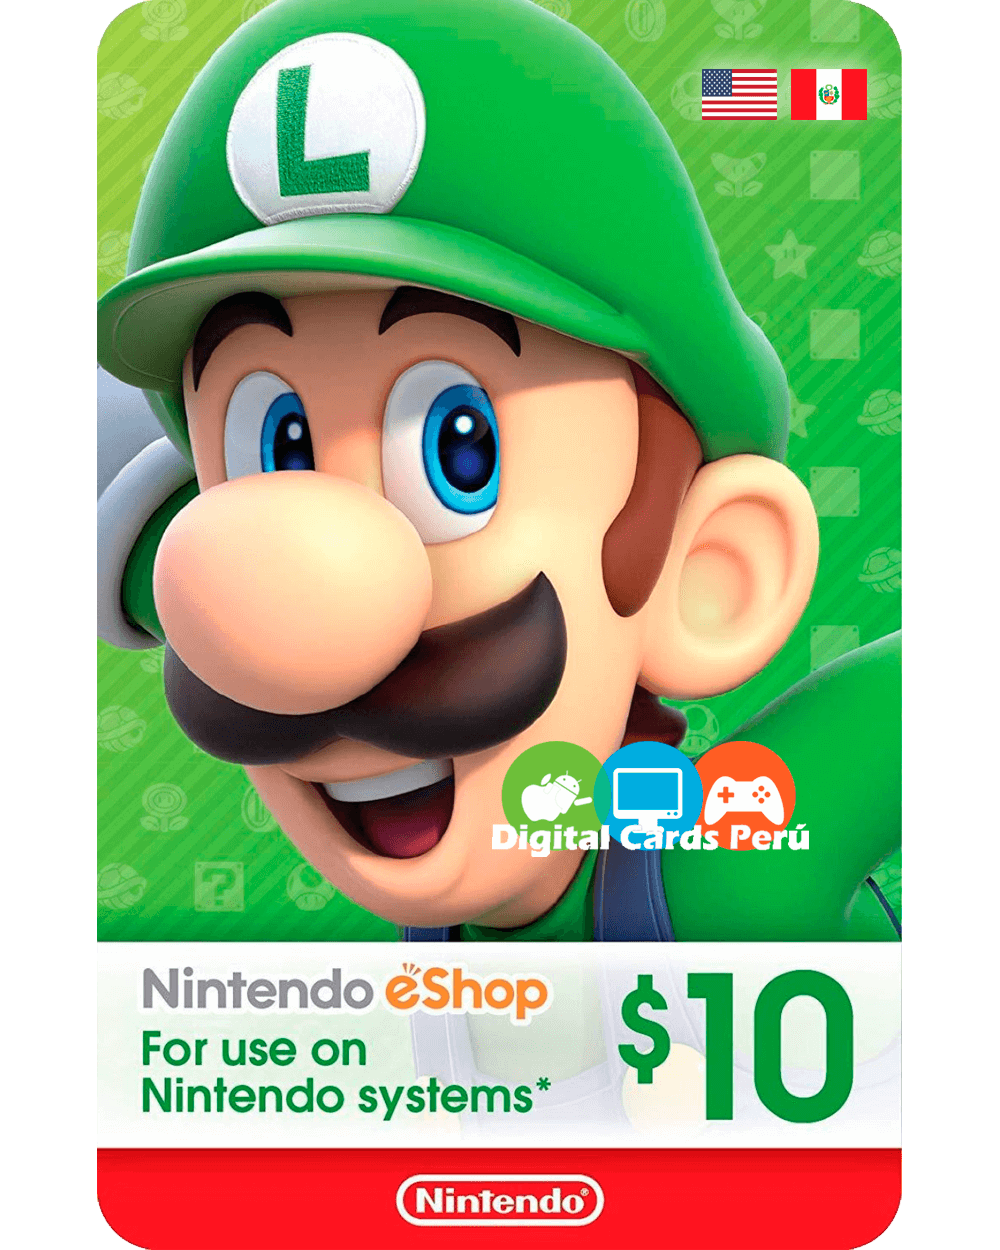 L
Digital Cards Perú
Nintendo eShop
$10
For use on
Nintendo systems*
?
Nintendo®